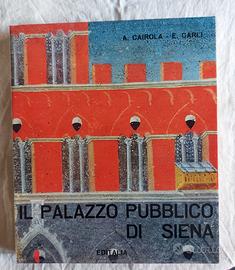 A. CAIROLA - E. CARLI
IL PALAZZO PUBBLICO
DI SIENA
EDITALIA